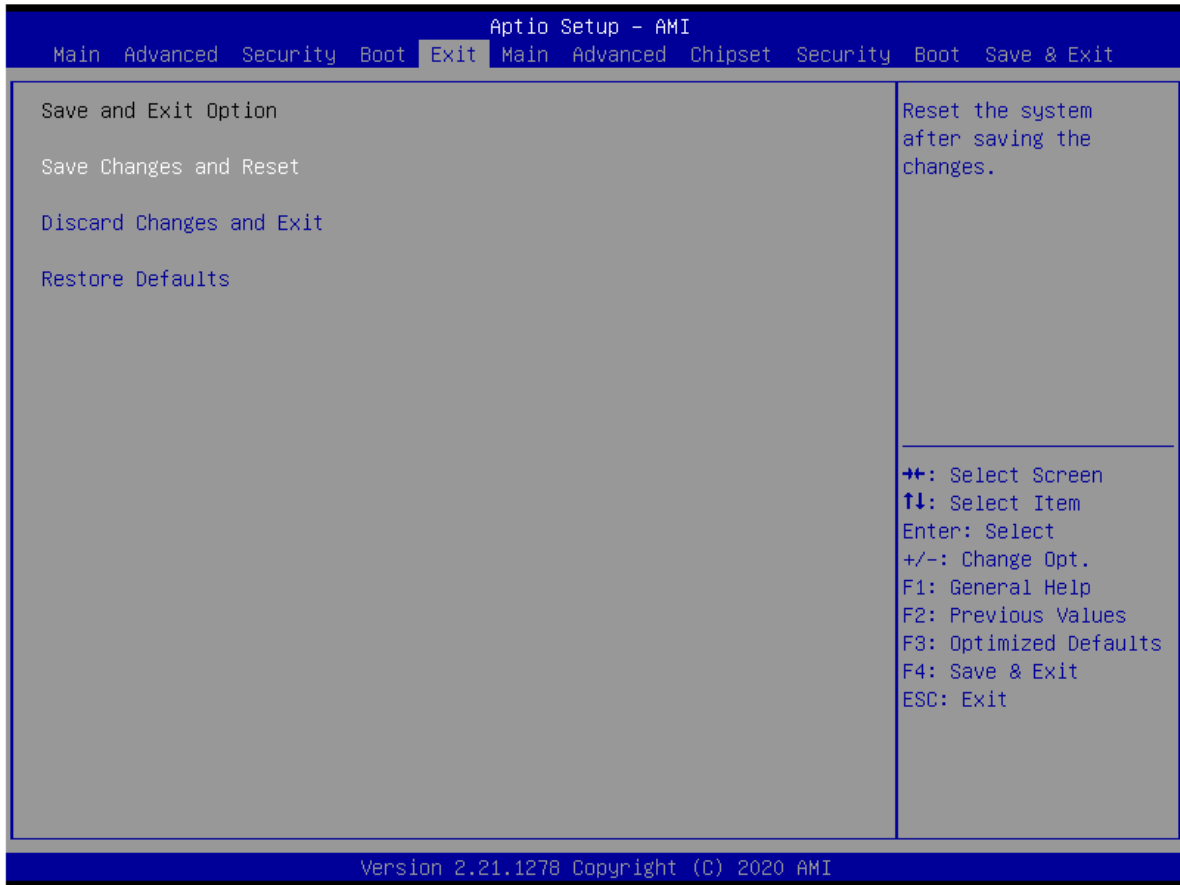 Aptio Setup – AMI
Main Advanced Security Boot Exit Main Advanced Chipset Security Boot Save & Exit
Save and Exit Option
Save Changes and Reset
Discard Changes and Exit
Restore Defaults
Reset the system
after saving the
changes.
→←: Select Screen
↑↓: Select Item
Enter: Select
+/-: Change Opt.
F1: General Help
F2: Previous Values
F3: Optimized Defaults
F4: Save & Exit
ESC: Exit
Version 2.21.1278 Copyright (C) 2020 AMI